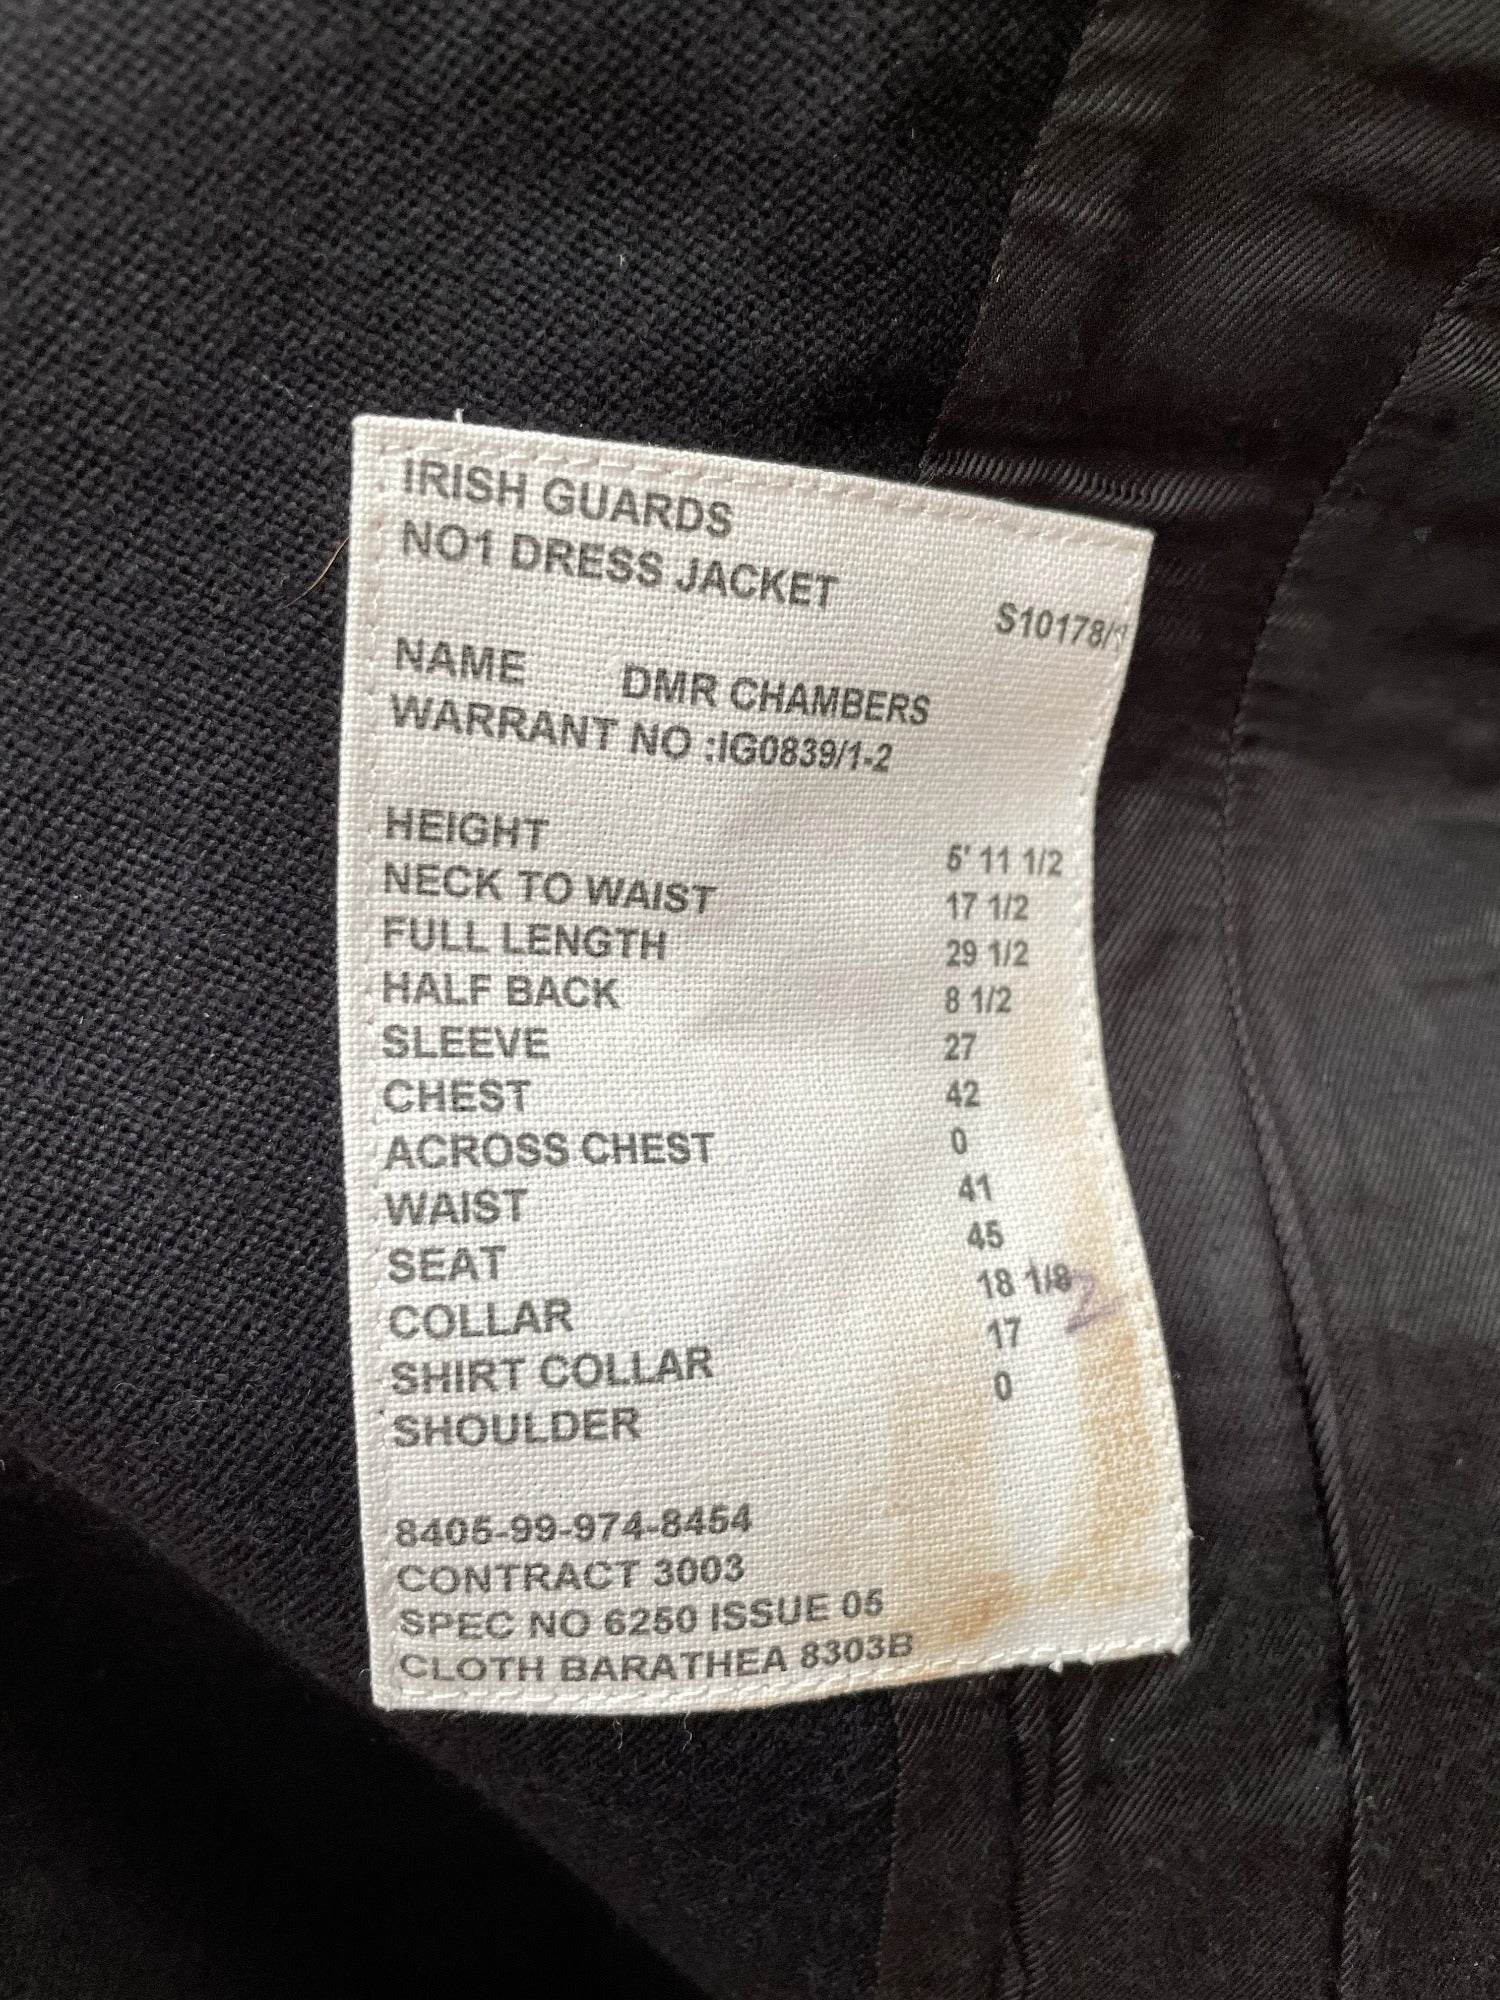 IRISH GUARDS
NO1 DRESS JACKET
S10178/
NAME DMR CHAMBERS
WARRANT NO :IG0839/1-2
HEIGHT 5' 11 1/2
NECK TO WAIST 17 1/2
FULL LENGTH 29 1/2
HALF BACK 8 1/2
SLEEVE 27
CHEST 42
ACROSS CHEST 0
WAIST 41
SEAT 45
COLLAR 18 1/8 2
SHIRT COLLAR 17
SHOULDER 0
8405-99-974-8454
CONTRACT 3003
SPEC NO 6250 ISSUE 05
CLOTH BARATHEA 8303B